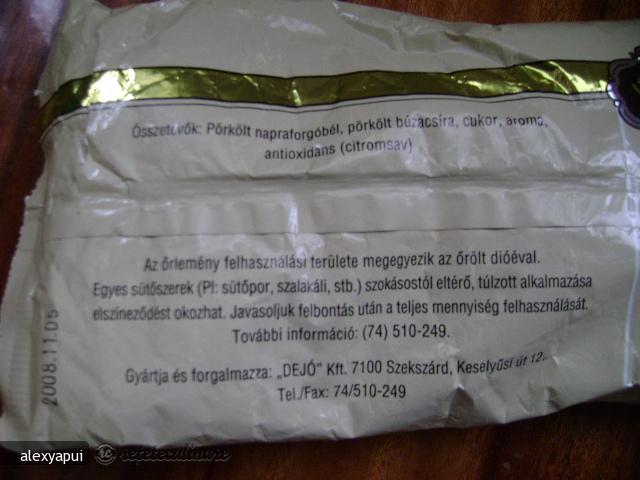 Összetevők: Pörkölt napraforgóbél, pörkölt búzacsíra, cukor, aroma,
antioxidans (citromsav)
Az őrlemény felhasználási területe megegyezik az őrölt dióéval.
Egyes sütőszerek (Pl: sütőpor, szalakáli, stb.) szokásostól eltérő, túlzott alkalmazása
elszíneződést okozhat. Javasoljuk felbontás után a teljes mennyiség felhasználását.
További információ: (74) 510-249.
Gyártja és forgalmazza: „DEJÓ" Kft. 7100 Szekszárd, Keselyűsi út 12.
Tel./Fax: 74/510-249
2008.11.05
alexyapui
rc reteteculinare